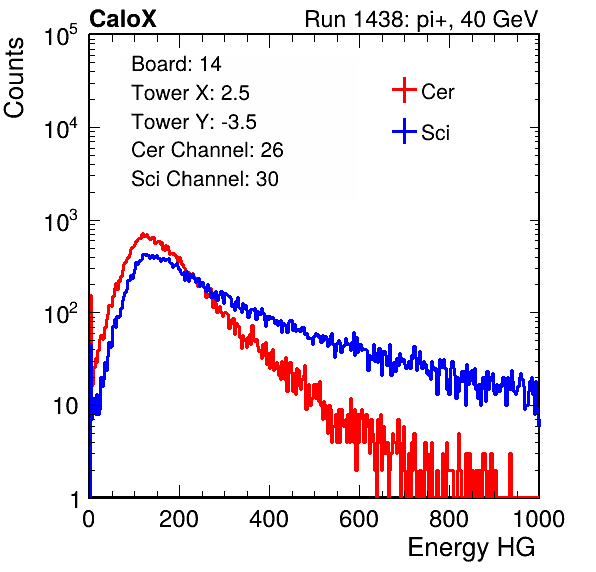 CaloX Run 1438: pi+, 40 GeV
Counts
Board: 14
Tower X: 2.5
Tower Y: -3.5
Cer Channel: 26
Sci Channel: 30
Cer
Sci
10^5
10^4
10^3
10^2
10
1
0 200 400 600 800 1000
Energy HG